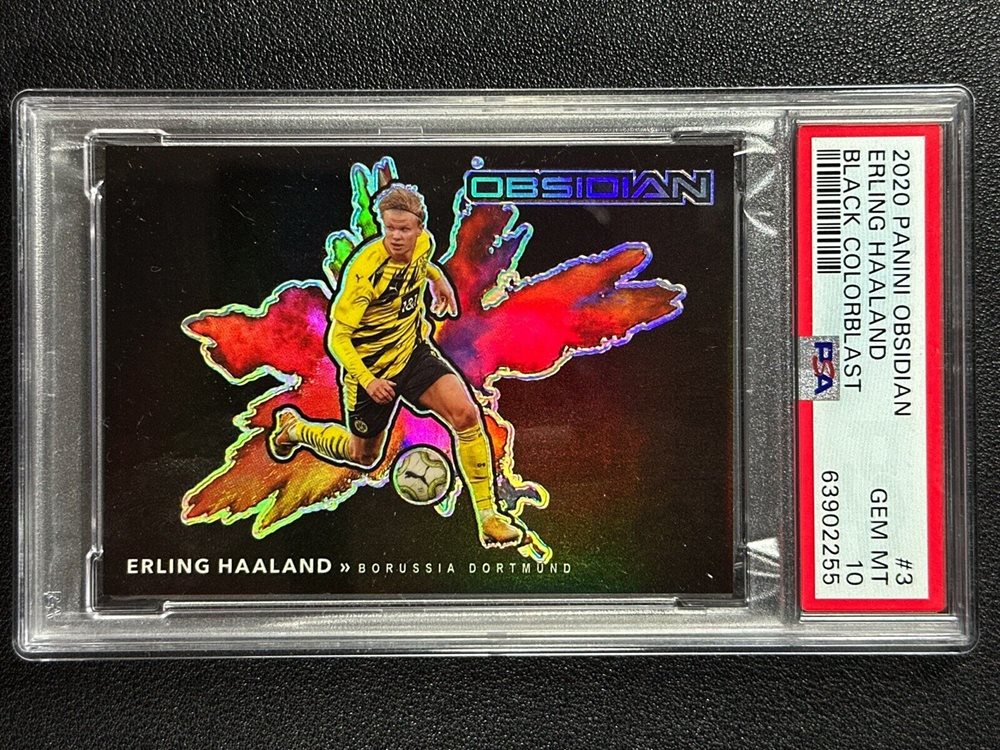 OBSIDIAN
ERLING HAALAND » BORUSSIA DORTMUND
2020 PANINI OBSIDIAN #3
ERLING HAALAND GEM MT
BLACK COLORBLAST 10
PSA 63902255